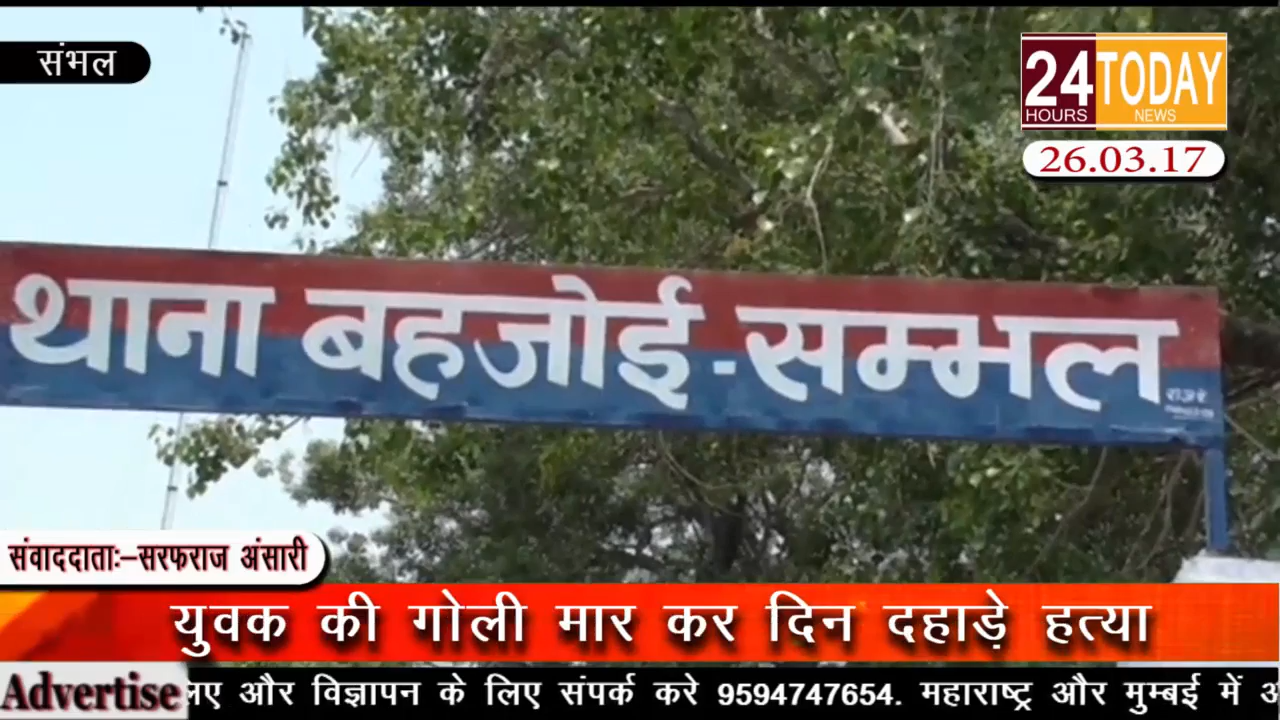 संभल
24 TODAY
HOURS NEWS
26.03.17
थाना बहजोई - सम्भल
संवाददाताः–सरफराज अंसारी
युवक की गोली मार कर दिन दहाड़े हत्या
Advertise लए और विज्ञापन के लिए संपर्क करे 9594747654. महाराष्ट्र और मुम्बई में